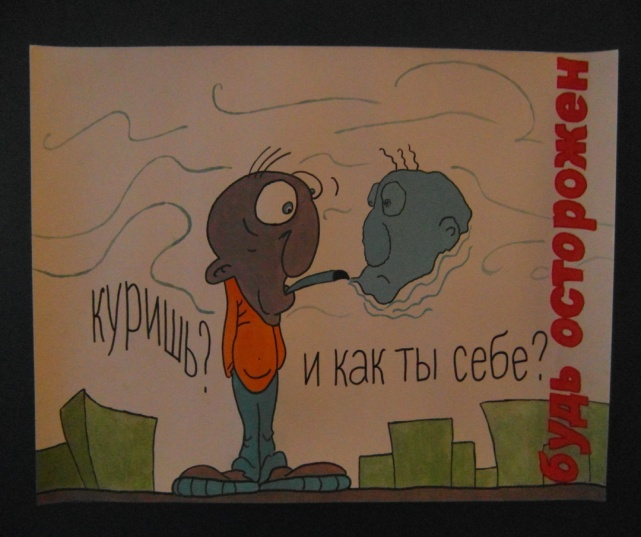 куришь?
и как ты себе?
будь осторожен